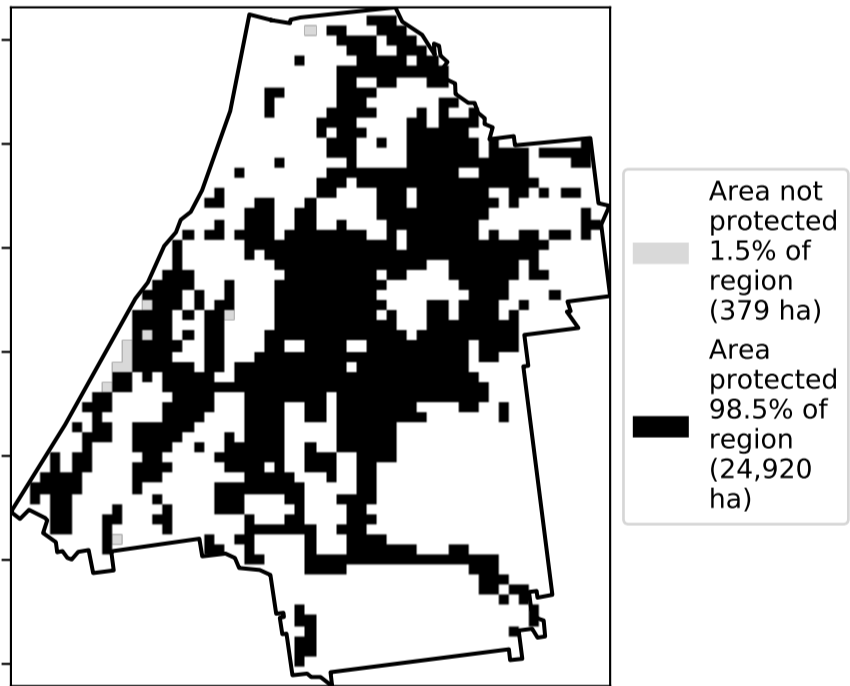 Area not
protected
1.5% of
region
(379 ha)
Area
protected
98.5% of
region
(24,920
ha)